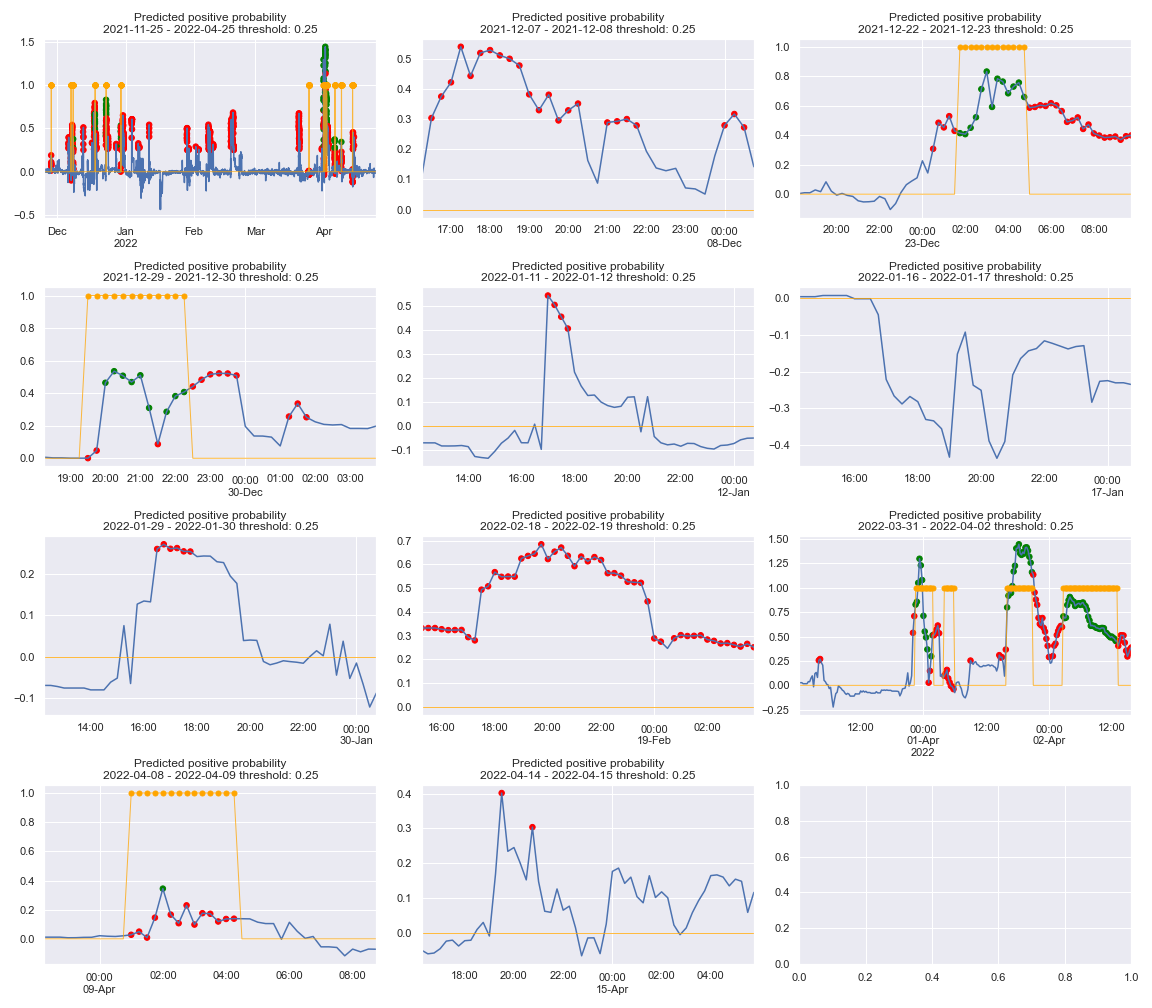 Predicted positive probability
2021-11-25 - 2022-04-25 threshold: 0.25
1.5
1.0
0.5
0.0
−0.5
Dec Jan Feb Mar Apr
2022
Predicted positive probability
2021-12-07 - 2021-12-08 threshold: 0.25
0.5
0.4
0.3
0.2
0.1
0.0
17:00 18:00 19:00 20:00 21:00 22:00 23:00 00:00
08-Dec
Predicted positive probability
2021-12-22 - 2021-12-23 threshold: 0.25
1.0
0.8
0.6
0.4
0.2
0.0
20:00 22:00 00:00 02:00 04:00 06:00 08:00
23-Dec
Predicted positive probability
2021-12-29 - 2021-12-30 threshold: 0.25
1.0
0.8
0.6
0.4
0.2
0.0
19:00 20:00 21:00 22:00 23:00 00:00 01:00 02:00 03:00
30-Dec
Predicted positive probability
2022-01-11 - 2022-01-12 threshold: 0.25
0.5
0.4
0.3
0.2
0.1
0.0
−0.1
14:00 16:00 18:00 20:00 22:00 00:00
12-Jan
Predicted positive probability
2022-01-16 - 2022-01-17 threshold: 0.25
0.0
−0.1
−0.2
−0.3
−0.4
16:00 18:00 20:00 22:00 00:00
17-Jan
Predicted positive probability
2022-01-29 - 2022-01-30 threshold: 0.25
0.2
0.1
0.0
−0.1
14:00 16:00 18:00 20:00 22:00 00:00
30-Jan
Predicted positive probability
2022-02-18 - 2022-02-19 threshold: 0.25
0.7
0.6
0.5
0.4
0.3
0.2
0.1
0.0
16:00 18:00 20:00 22:00 00:00 02:00
19-Feb
Predicted positive probability
2022-03-31 - 2022-04-02 threshold: 0.25
1.50
1.25
1.00
0.75
0.50
0.25
0.00
−0.25
12:00 00:00 12:00 00:00 12:00
01-Apr 02-Apr
2022
Predicted positive probability
2022-04-08 - 2022-04-09 threshold: 0.25
1.0
0.8
0.6
0.4
0.2
0.0
00:00 02:00 04:00 06:00 08:00
09-Apr
Predicted positive probability
2022-04-14 - 2022-04-15 threshold: 0.25
0.4
0.3
0.2
0.1
0.0
18:00 20:00 22:00 00:00 02:00 04:00
15-Apr
1.0
0.8
0.6
0.4
0.2
0.0
0.0 0.2 0.4 0.6 0.8 1.0